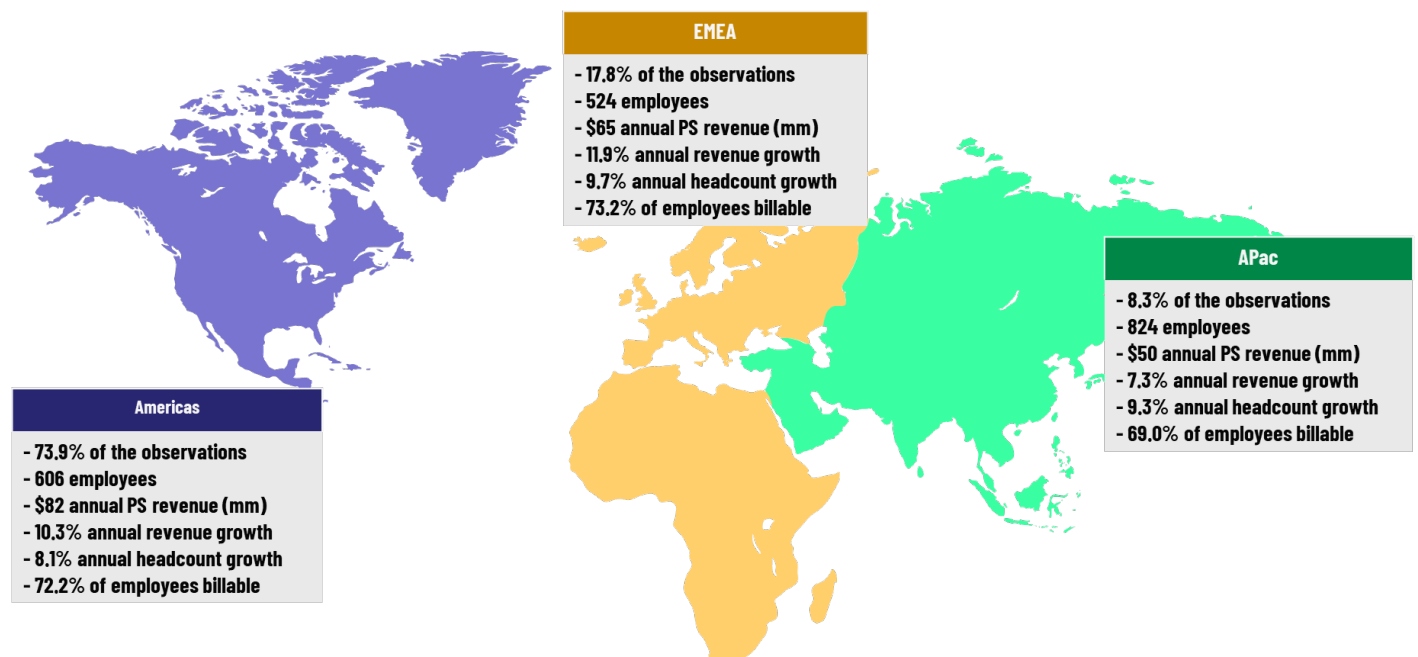 EMEA
- 17.8% of the observations
- 524 employees
- $65 annual PS revenue (mm)
- 11.9% annual revenue growth
- 9.7% annual headcount growth
- 73.2% of employees billable
APac
- 8.3% of the observations
- 824 employees
- $50 annual PS revenue (mm)
- 7.3% annual revenue growth
- 9.3% annual headcount growth
- 69.0% of employees billable
Americas
- 73.9% of the observations
- 606 employees
- $82 annual PS revenue (mm)
- 10.3% annual revenue growth
- 8.1% annual headcount growth
- 72.2% of employees billable